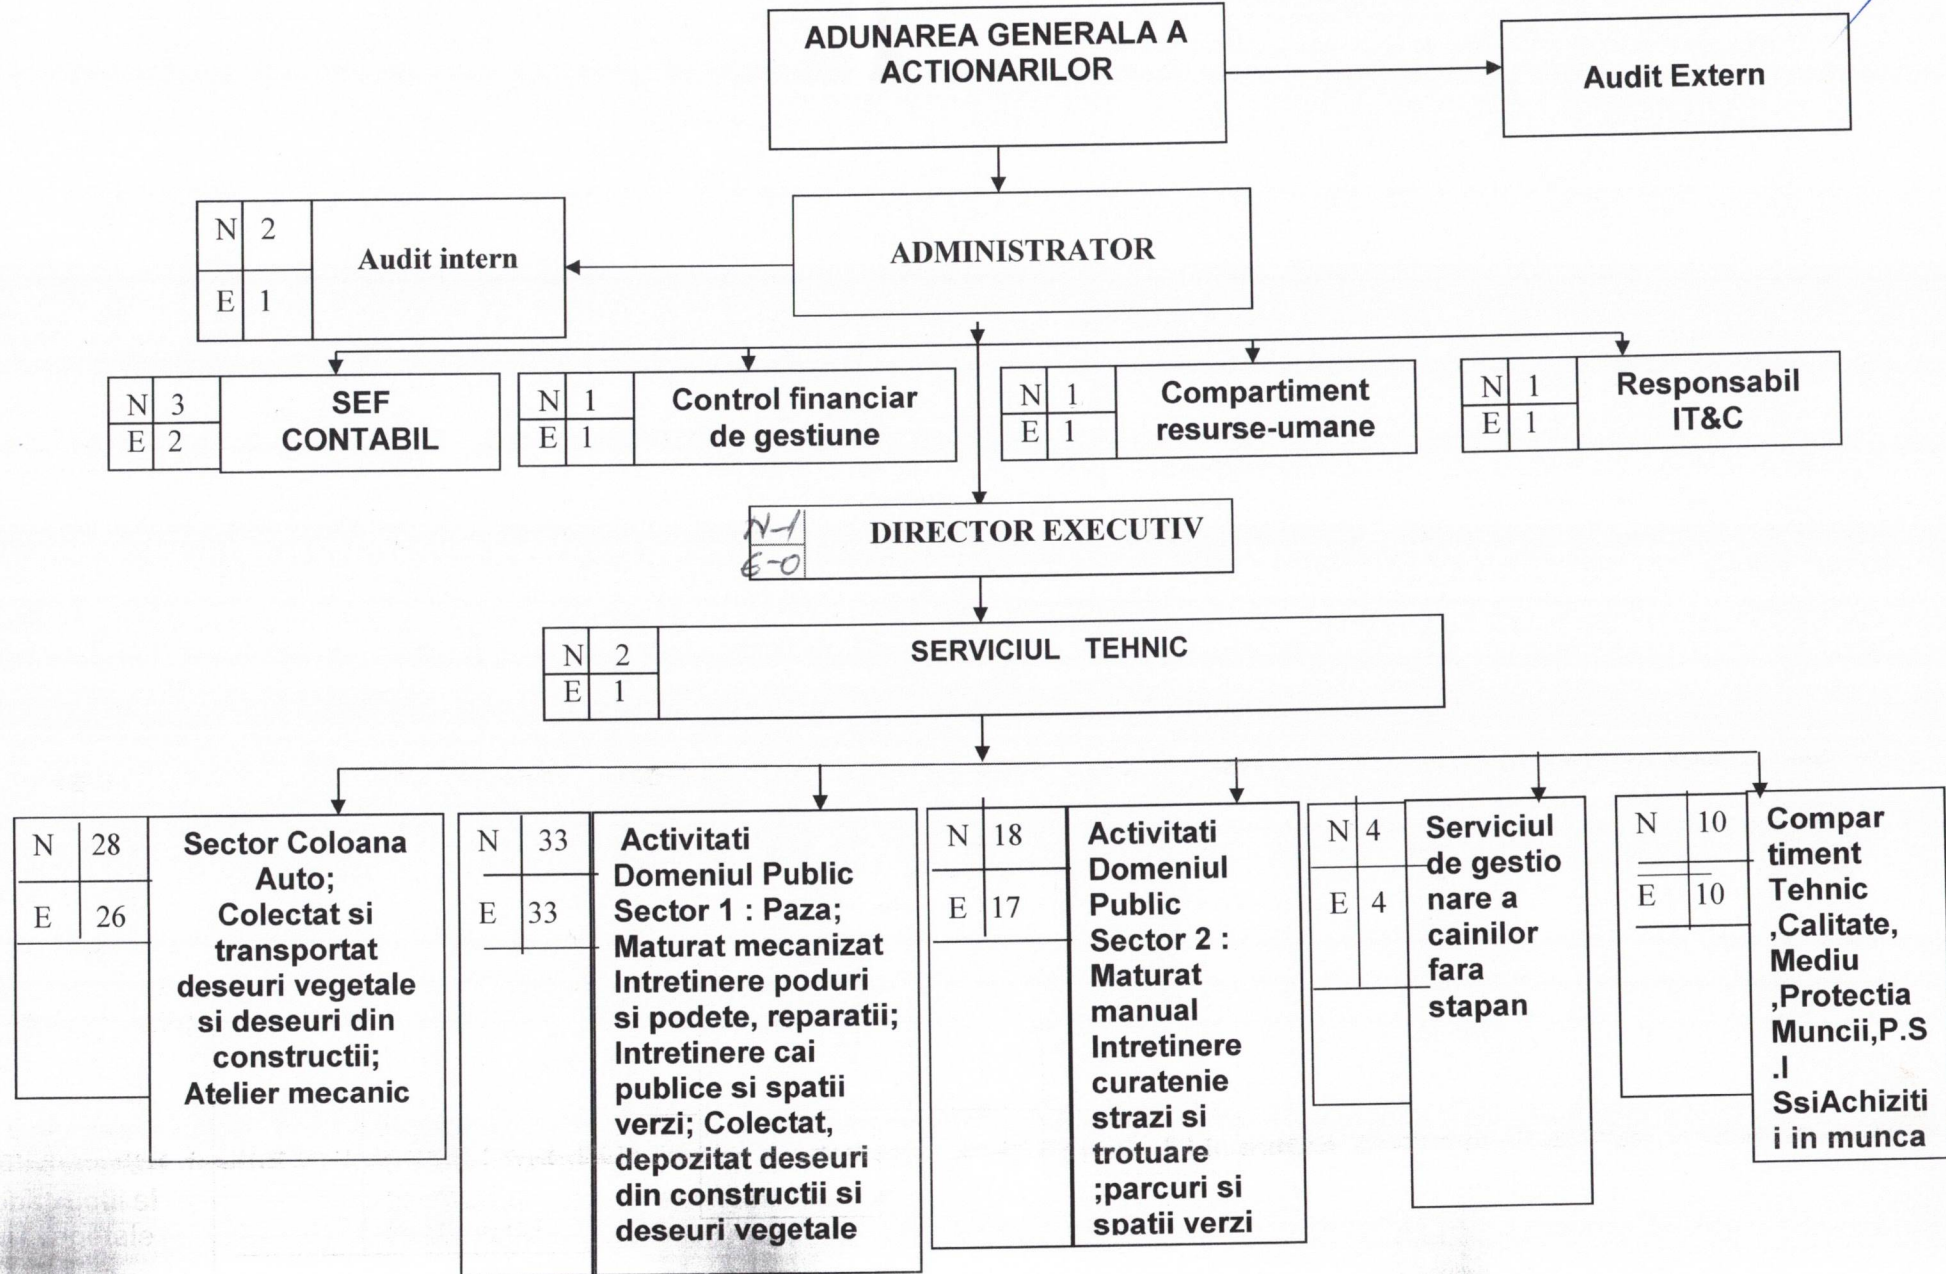 ADUNAREA GENERALA A
ACTIONARILOR
Audit Extern
N 2
E 1
Audit intern
ADMINISTRATOR
N 3
E 2
SEF
CONTABIL
N 1
E 1
Control financiar
de gestiune
N 1
E 1
Compartiment
resurse-umane
N 1
E 1
Responsabil
IT&C
N-1
E-0
DIRECTOR EXECUTIV
N 2
E 1
SERVICIUL TEHNIC
N 28
E 26
Sector Coloana
Auto;
Colectat si
transportat
deseuri vegetale
si deseuri din
constructii;
Atelier mecanic
N 33
E 33
Activitati
Domeniul Public
Sector 1 : Paza;
Maturat mecanizat
Intretinere poduri
si podete, reparatii;
Intretinere cai
publice si spatii
verzi; Colectat,
depozitat deseuri
din constructii si
deseuri vegetale
N 18
E 17
Activitati
Domeniul
Public
Sector 2 :
Maturat
manual
Intretinere
curatenie
strazi si
trotuare
;parcuri si
spatii verzi
N 4
E 4
Serviciul
de gestio
nare a
cainilor
fara
stapan
N 10
E 10
Compar
timent
Tehnic
,Calitate,
Mediu
,Protectia
Muncii,P.S
.I
SsiAchiziti
i in munca